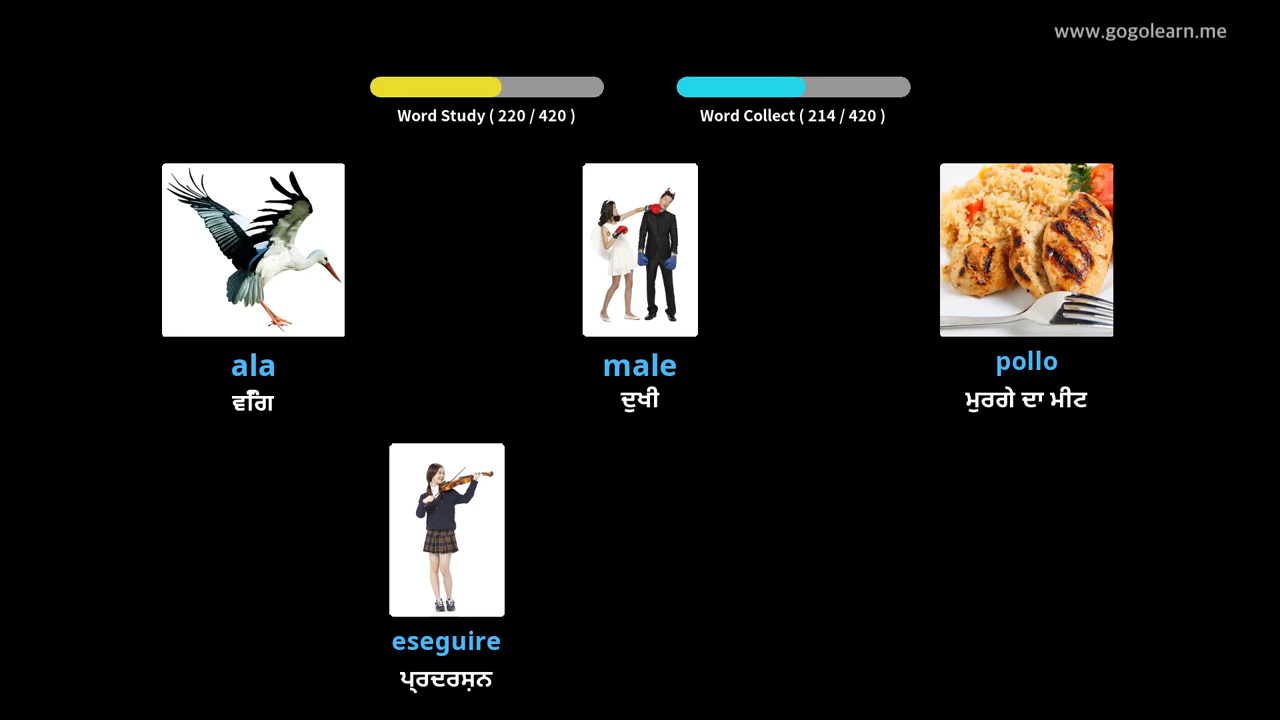 www.gogolearn.me
Word Study ( 220 / 420 )
Word Collect ( 214 / 420 )
ala
ਵਿੰਗ
male
ਦੁਖੀ
pollo
ਮੁਰਗੇ ਦਾ ਮੀਟ
eseguire
ਪ੍ਰਦਰਸ਼ਨ